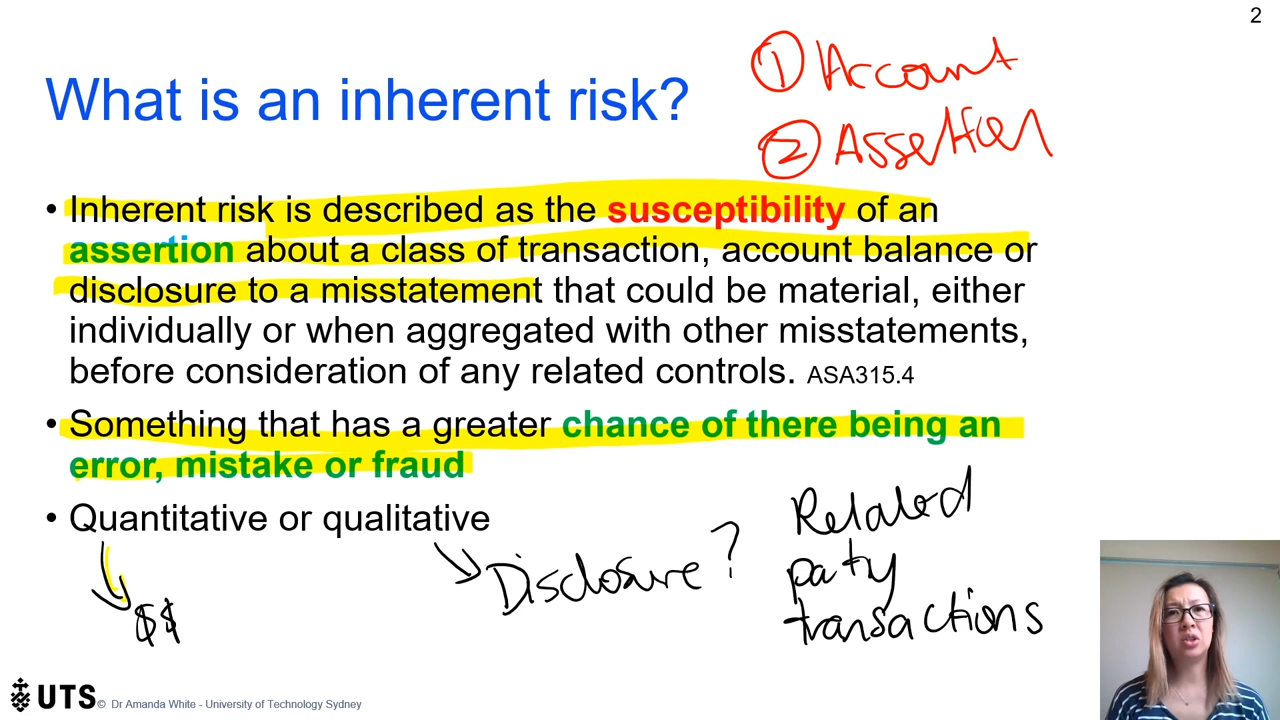 2
① Account
② Assertion
What is an inherent risk?
• Inherent risk is described as the susceptibility of an
assertion about a class of transaction, account balance or
disclosure to a misstatement that could be material, either
individually or when aggregated with other misstatements,
before consideration of any related controls. ASA315.4
• Something that has a greater chance of there being an
error, mistake or fraud
• Quantitative or qualitative
$$
Disclosure?
Related
party
transactions
UTS © Dr Amanda White - University of Technology Sydney